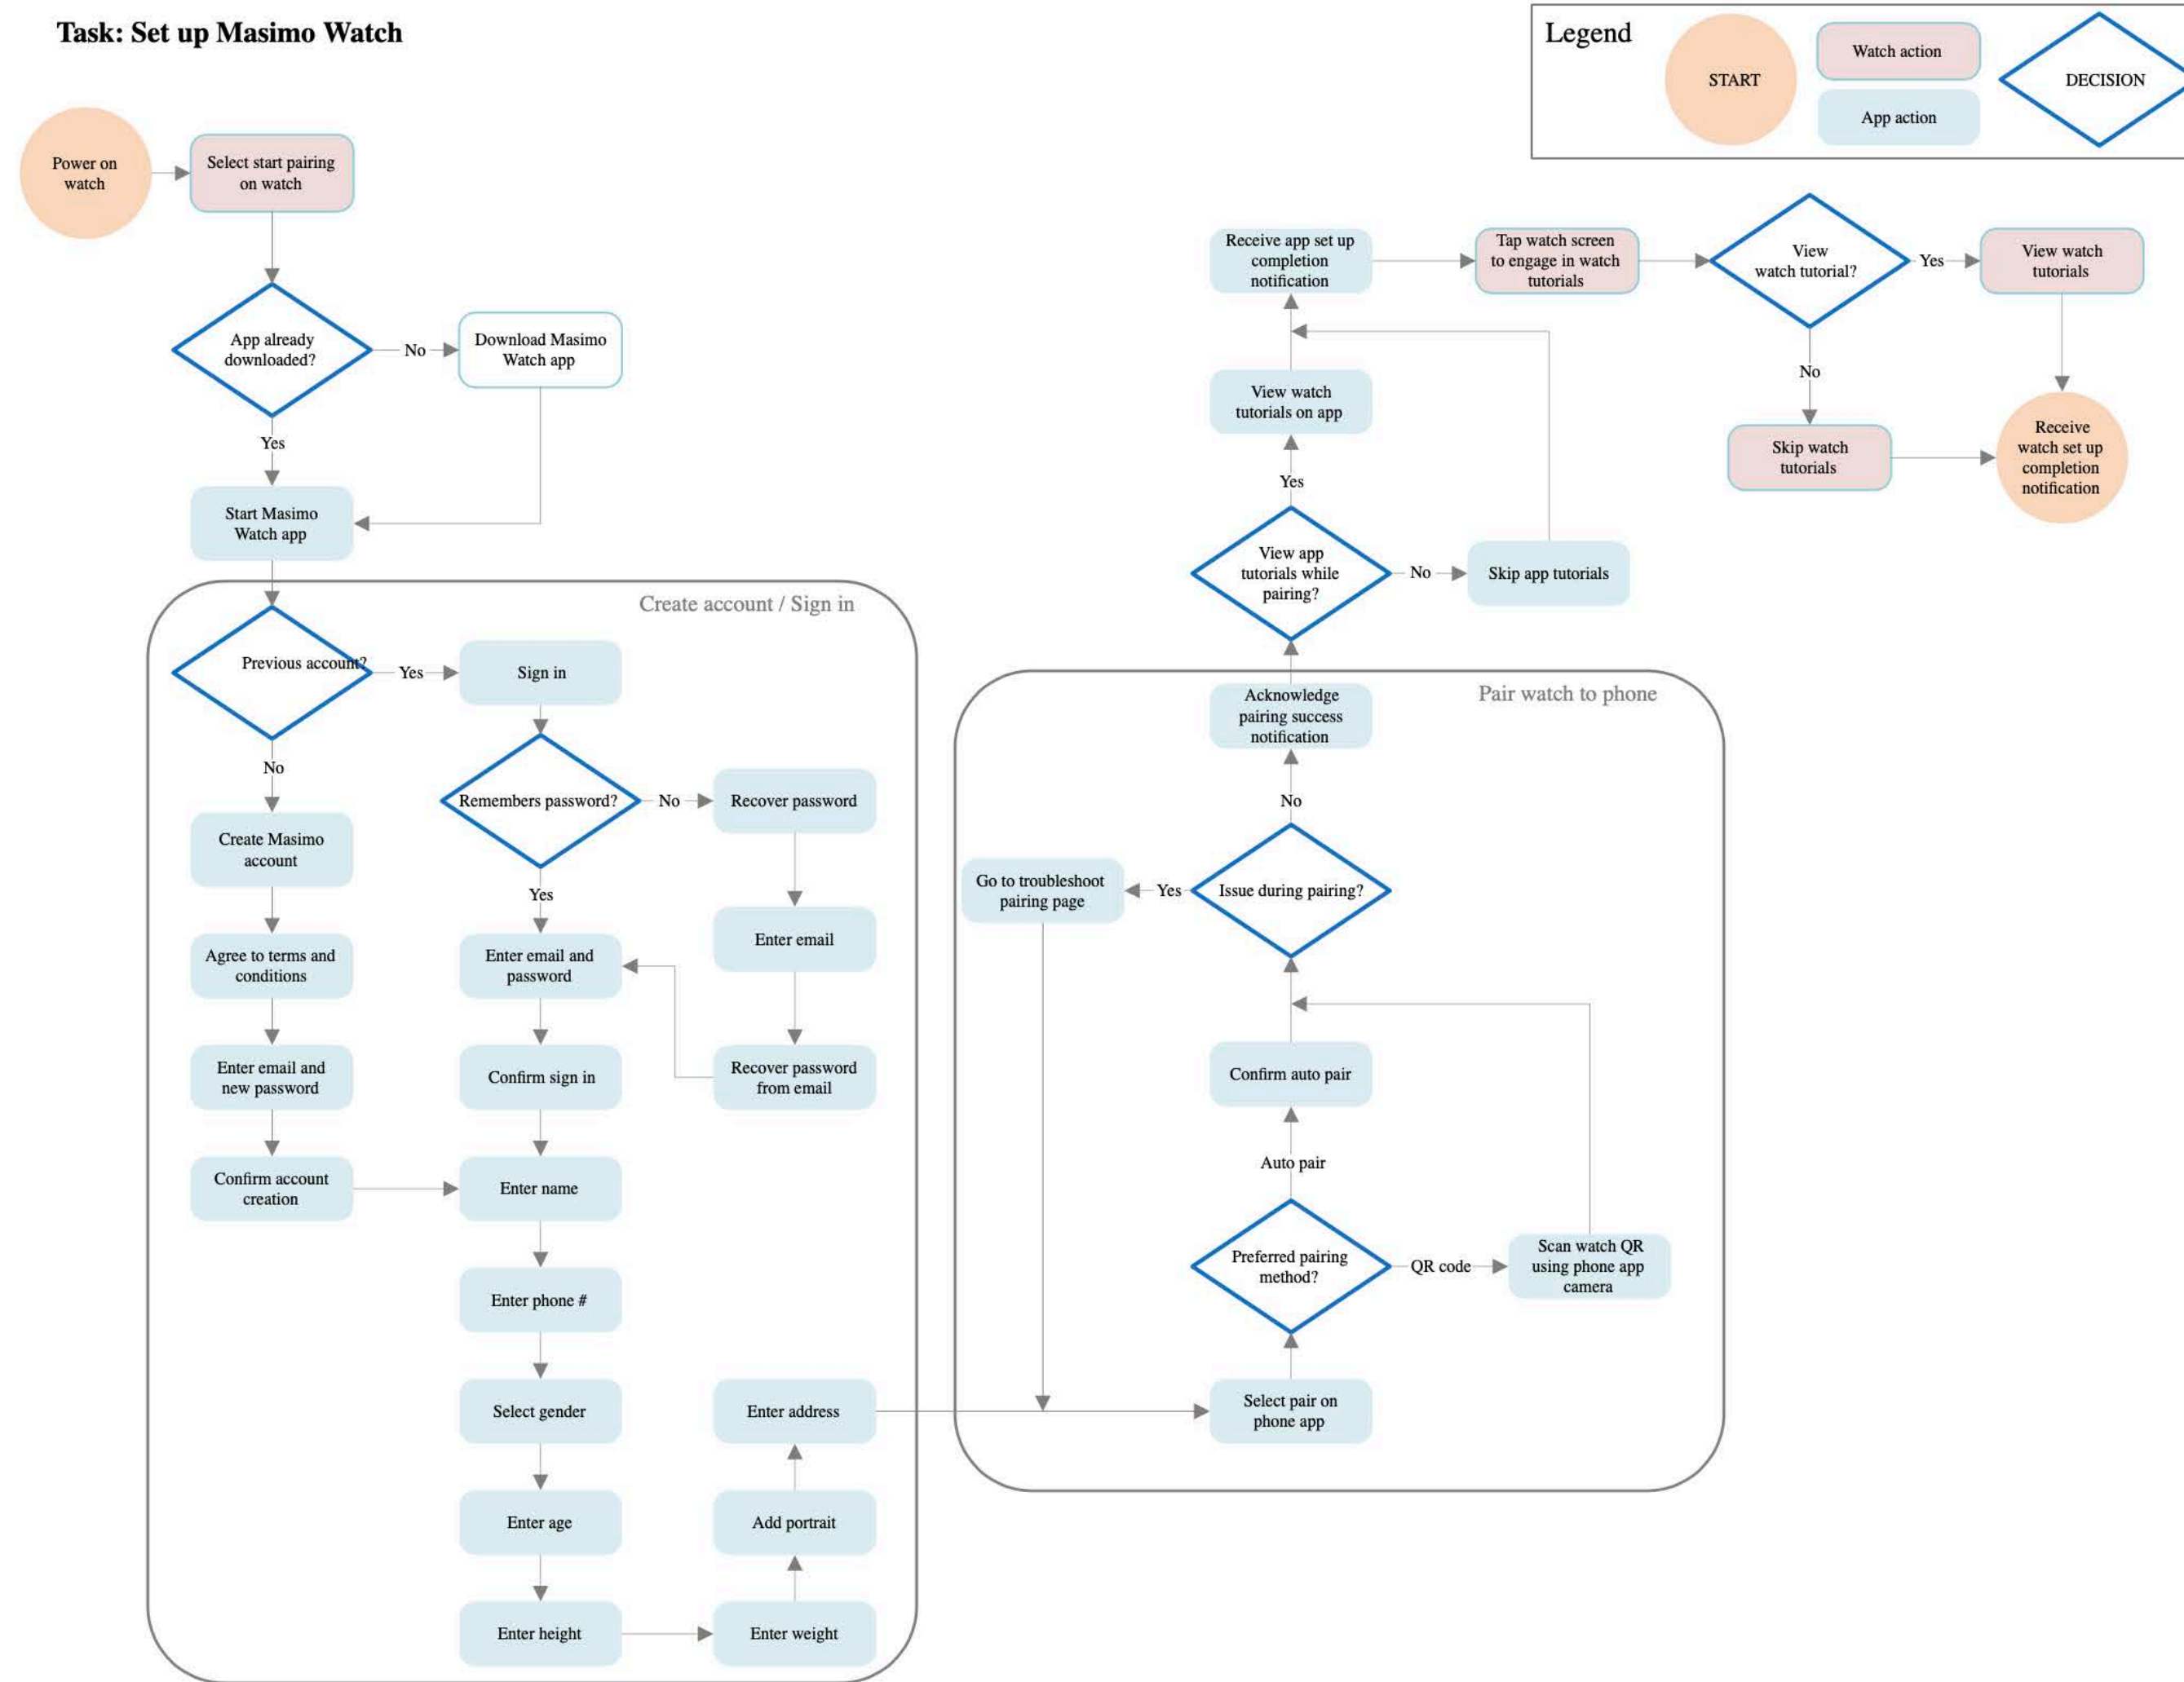 Task: Set up Masimo Watch
Legend
START
Watch action
App action
DECISION
Power on
watch
Select start pairing
on watch
App already
downloaded?
No
Download Masimo
Watch app
Yes
Start Masimo
Watch app
Create account / Sign in
Previous account?
Yes
Sign in
No
Remembers password?
No
Recover password
Create Masimo
account
Yes
Enter email
Agree to terms and
conditions
Enter email and
password
Enter email and
new password
Confirm sign in
Recover password
from email
Confirm account
creation
Enter name
Enter phone #
Select gender
Enter address
Enter age
Add portrait
Enter height
Enter weight
Receive app set up
completion
notification
Tap watch screen
to engage in watch
tutorials
View
watch tutorial?
Yes
View watch
tutorials
No
View watch
tutorials on app
Skip watch
tutorials
Receive
watch set up
completion
notification
Yes
View app
tutorials while
pairing?
No
Skip app tutorials
Pair watch to phone
Acknowledge
pairing success
notification
No
Go to troubleshoot
pairing page
Yes
Issue during pairing?
Confirm auto pair
Auto pair
Preferred pairing
method?
QR code
Scan watch QR
using phone app
camera
Select pair on
phone app